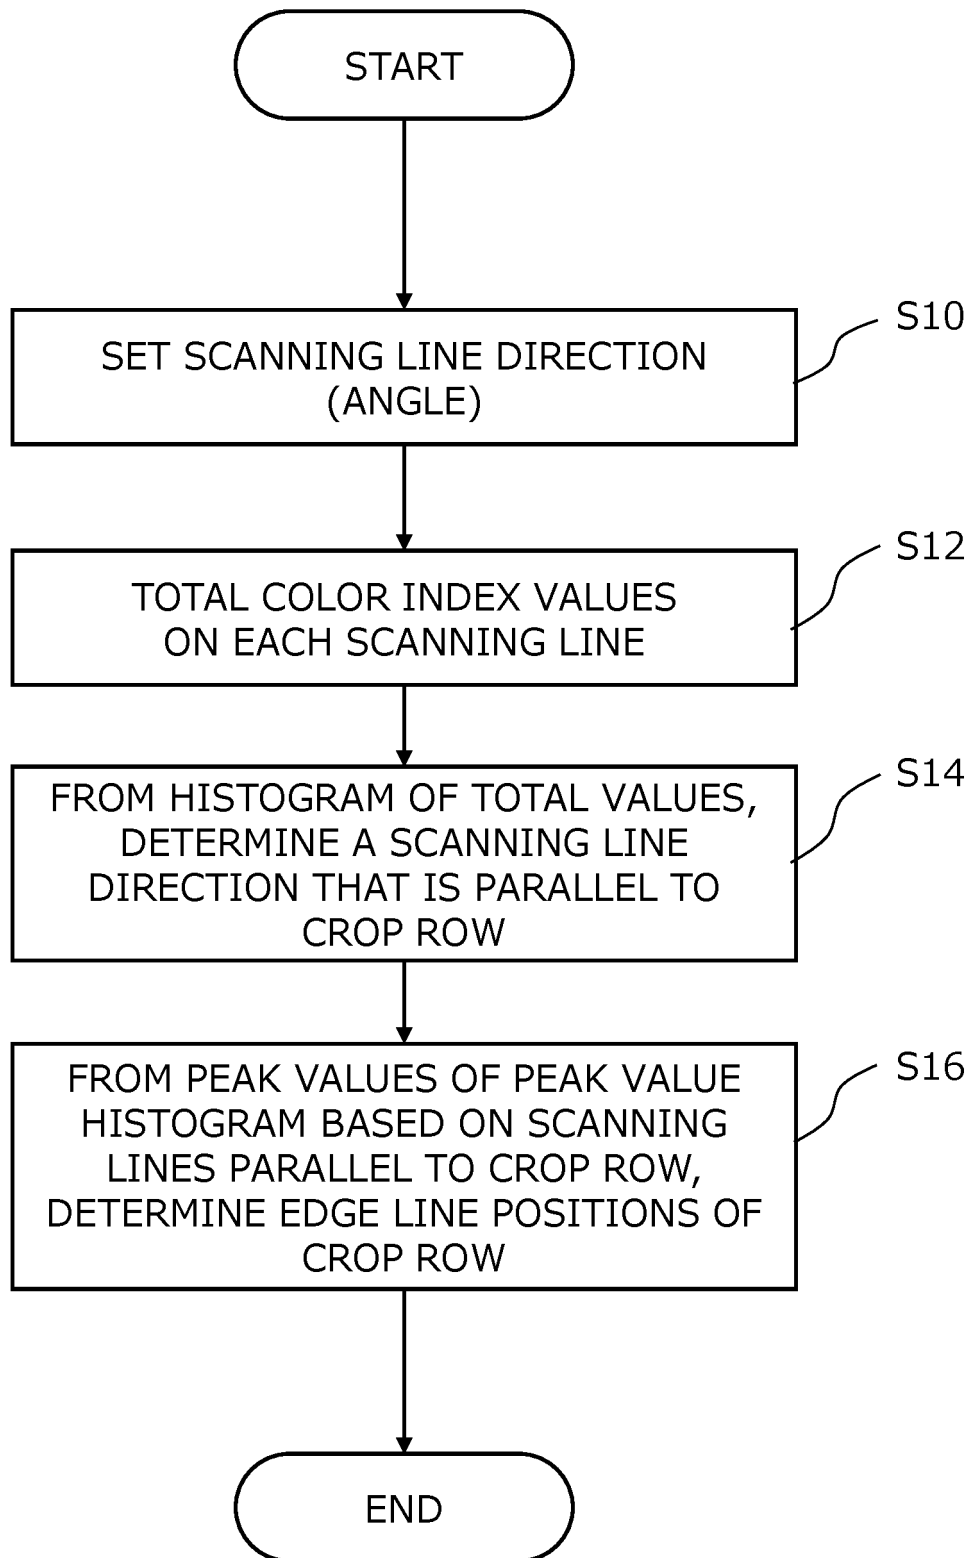 START
S10
SET SCANNING LINE DIRECTION
(ANGLE)
S12
TOTAL COLOR INDEX VALUES
ON EACH SCANNING LINE
S14
FROM HISTOGRAM OF TOTAL VALUES,
DETERMINE A SCANNING LINE
DIRECTION THAT IS PARALLEL TO
CROP ROW
S16
FROM PEAK VALUES OF PEAK VALUE
HISTOGRAM BASED ON SCANNING
LINES PARALLEL TO CROP ROW,
DETERMINE EDGE LINE POSITIONS OF
CROP ROW
END